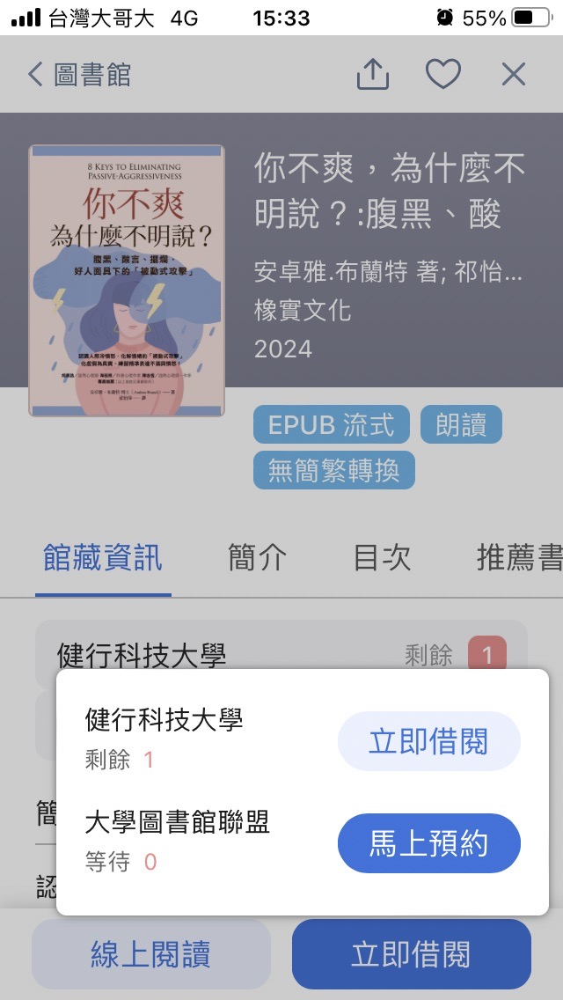 台灣大哥大 4G 15:33 55%
圖書館
8 KEYS TO ELIMINATING
PASSIVE-AGGRESSIVENESS
你不爽
為什麼不明說？
腹黑、酸言、擺爛，
好人面具下的「被動式攻擊」
你不爽，為什麼不
明說？:腹黑、酸
安卓雅.布蘭特 著; 祁怡...
橡實文化
2024
EPUB 流式 朗讀
無簡繁轉換
館藏資訊 簡介 目次 推薦書
健行科技大學 剩餘 1
健行科技大學
剩餘 1
立即借閱
大學圖書館聯盟
等待 0
馬上預約
簡
認
線上閱讀 立即借閱